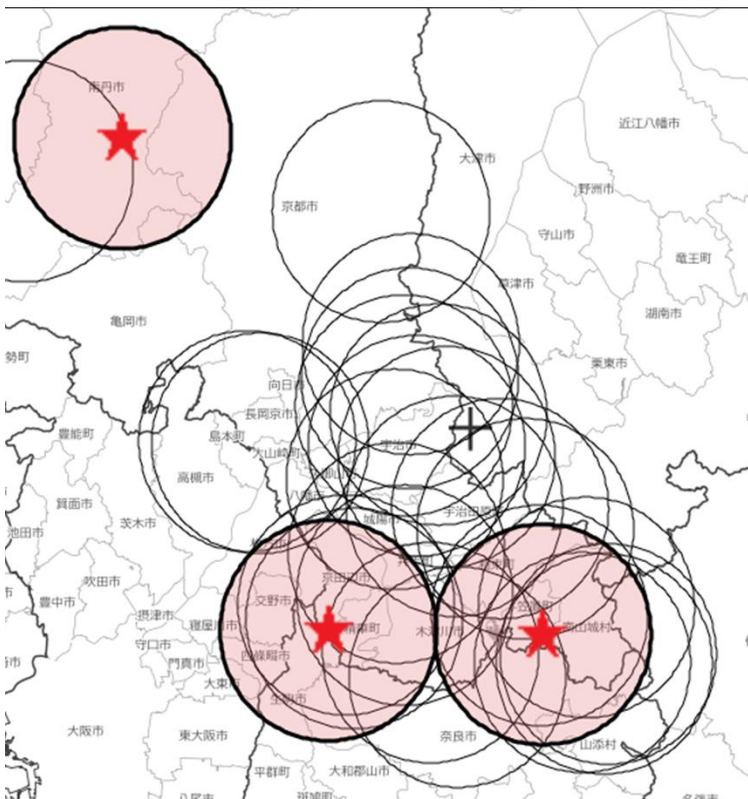 南丹市
近江八幡市
大津市
野洲市
京都市
守山市
竜王町
草津市
湖南市
亀岡市
勢町
栗東市
向日市
長岡京市
豊能町
島本町
宇治市
大山崎町
高槻市
八幡市
箕面市
城陽市
宇治田原
茨木市
池田市
吹田市
京田辺市
豊中市
交野市
笠置町
摂津市
寝屋川市
精華町
木津川市
南山城村
守口市
四條畷市
門真市
大東市
生駒市
大阪市
東大阪市
奈良市
山添村
平群町
大和郡山市